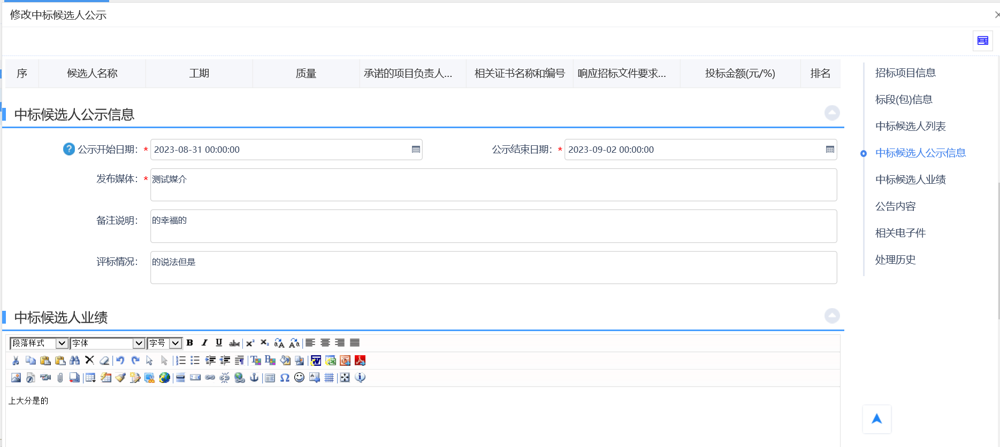 修改中标候选人公示
序 候选人名称 工期 质量 承诺的项目负责人... 相关证书名称和编号 响应招标文件要求... 投标金额(元/%) 排名
中标候选人公示信息
公示开始日期: * 2023-08-31 00:00:00 公示结束日期: * 2023-09-02 00:00:00
发布媒体: * 测试媒介
备注说明: 的幸福的
评标情况: 的说法但是
中标候选人业绩
段落样式 字体 字号
上大分是的
招标项目信息
标段(包)信息
中标候选人列表
中标候选人公示信息
中标候选人业绩
公告内容
相关电子件
处理历史